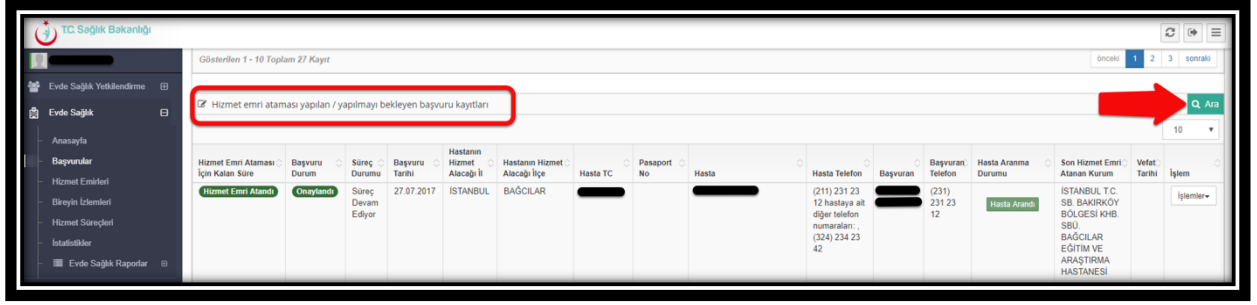 T.C. Sağlık Bakanlığı
Gösterilen 1 - 10 Toplam 27 Kayıt
önceki 1 2 3 sonraki
Evde Sağlık Yetkilendirme
Evde Sağlık
Anasayfa
Başvurular
Hizmet Emirleri
Bireyin İzlemleri
Hizmet Süreçleri
İstatistikler
Evde Sağlık Raporlar
Hizmet emri ataması yapılan / yapılmayı bekleyen başvuru kayıtları
Ara
10
Hizmet Emri Ataması İçin Kalan Süre
Başvuru Durum
Süreç Durumu
Başvuru Tarihi
Hastanın Hizmet Alacağı İl
Hastanın Hizmet Alacağı İlçe
Hasta TC
Pasaport No
Hasta
Hasta Telefon
Başvuran
Başvuran Telefon
Hasta Aranma Durumu
Son Hizmet Emri Atanan Kurum
Vefat Tarihi
İşlem
Hizmet Emri Atandı
Onaylandı
Süreç Devam Ediyor
27.07.2017
İSTANBUL
BAĞCILAR
(211) 231 23
12 hastaya ait
diğer telefon
numaraları: ,
(324) 234 23
42
(231)
231 23
12
Hasta Arandı
İSTANBUL T.C.
SB. BAKIRKÖY
BÖLGESİ KHB.
SBÜ.
BAĞCILAR
EĞİTİM VE
ARAŞTIRMA
HASTANESİ
İşlemler